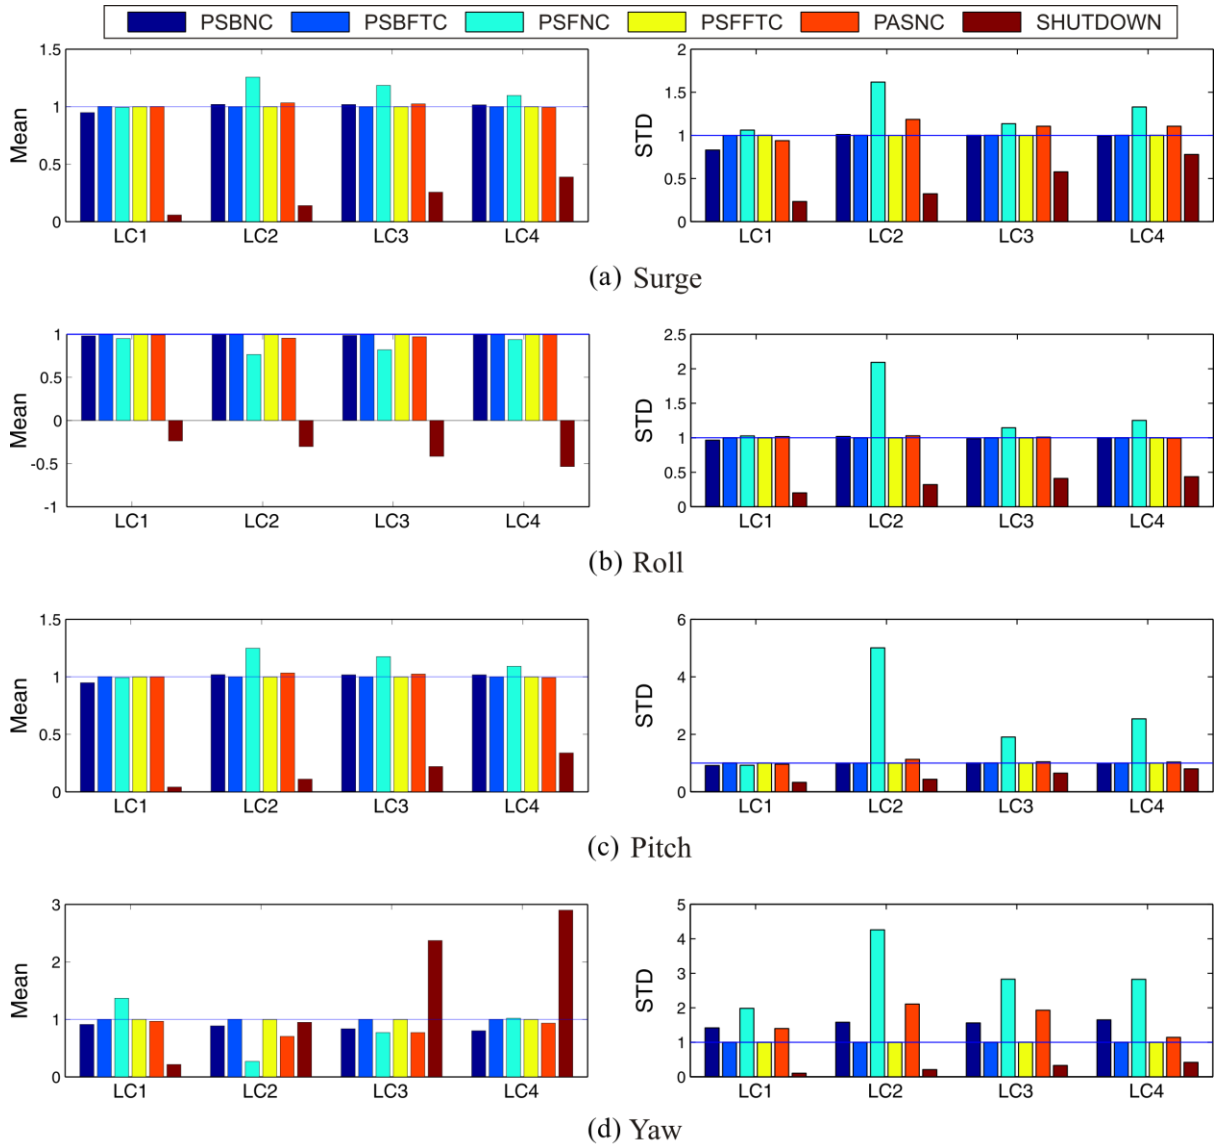 PSBNC PSBFTC PSFNC PSFFTC PASNC SHUTDOWN
1.5
1
0.5
0
Mean
LC1 LC2 LC3 LC4
2
1.5
1
0.5
0
STD
LC1 LC2 LC3 LC4
(a) Surge
1
0.5
0
-0.5
-1
Mean
LC1 LC2 LC3 LC4
2.5
2
1.5
1
0.5
0
STD
LC1 LC2 LC3 LC4
(b) Roll
1.5
1
0.5
0
Mean
LC1 LC2 LC3 LC4
6
4
2
0
STD
LC1 LC2 LC3 LC4
(c) Pitch
3
2
1
0
Mean
LC1 LC2 LC3 LC4
5
4
3
2
1
0
STD
LC1 LC2 LC3 LC4
(d) Yaw